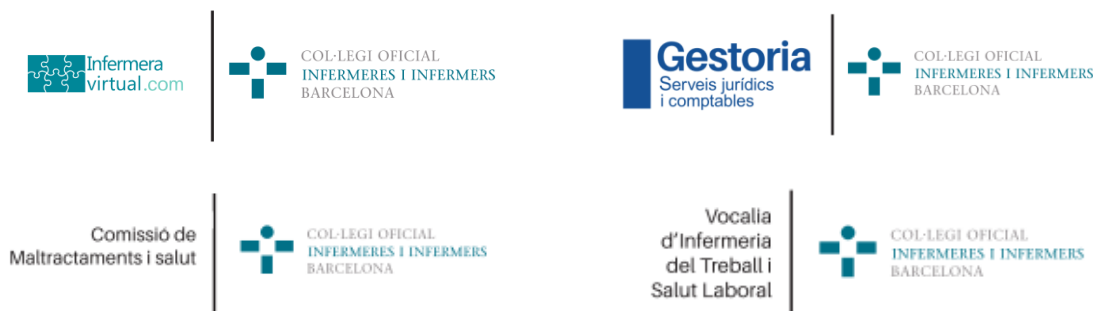 Infermera
virtual.com
COL·LEGI OFICIAL
INFERMERES I INFERMERS
BARCELONA
Gestoria
Serveis jurídics
i comptables
COL·LEGI OFICIAL
INFERMERES I INFERMERS
BARCELONA
Comissió de
Maltractaments i salut
COL·LEGI OFICIAL
INFERMERES I INFERMERS
BARCELONA
Vocalia
d'Infermeria
del Treball i
Salut Laboral
COL·LEGI OFICIAL
INFERMERES I INFERMERS
BARCELONA